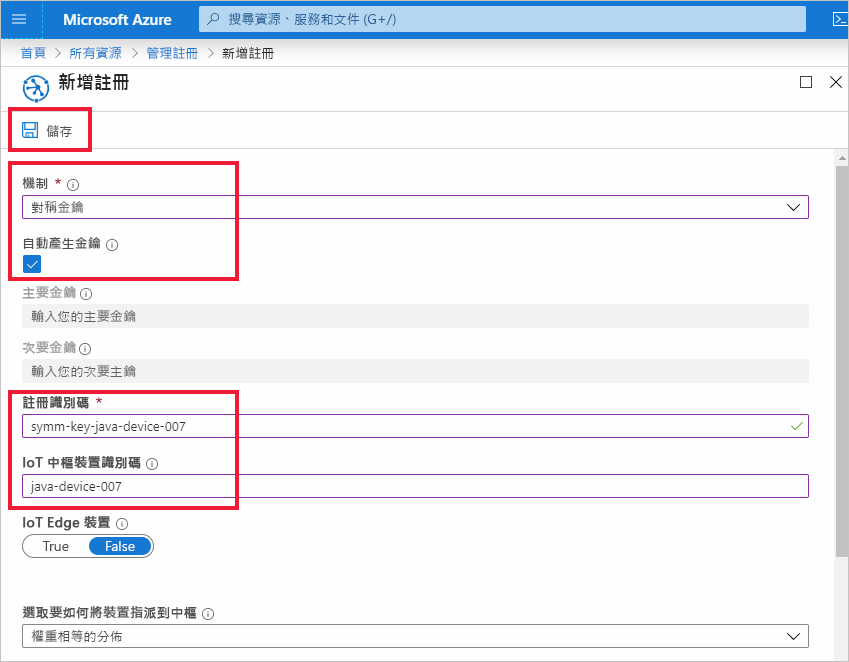 Microsoft Azure
搜尋資源、服務和文件 (G+/)
首頁 > 所有資源 > 管理註冊 > 新增註冊
新增註冊
儲存
機制 *
對稱金鑰
自動產生金鑰
主要金鑰
輸入您的主要金鑰
次要金鑰
輸入您的次要主鑰
註冊識別碼 *
symm-key-java-device-007
IoT 中樞裝置識別碼
java-device-007
IoT Edge 裝置
True False
選取要如何將裝置指派到中樞
權重相等的分佈